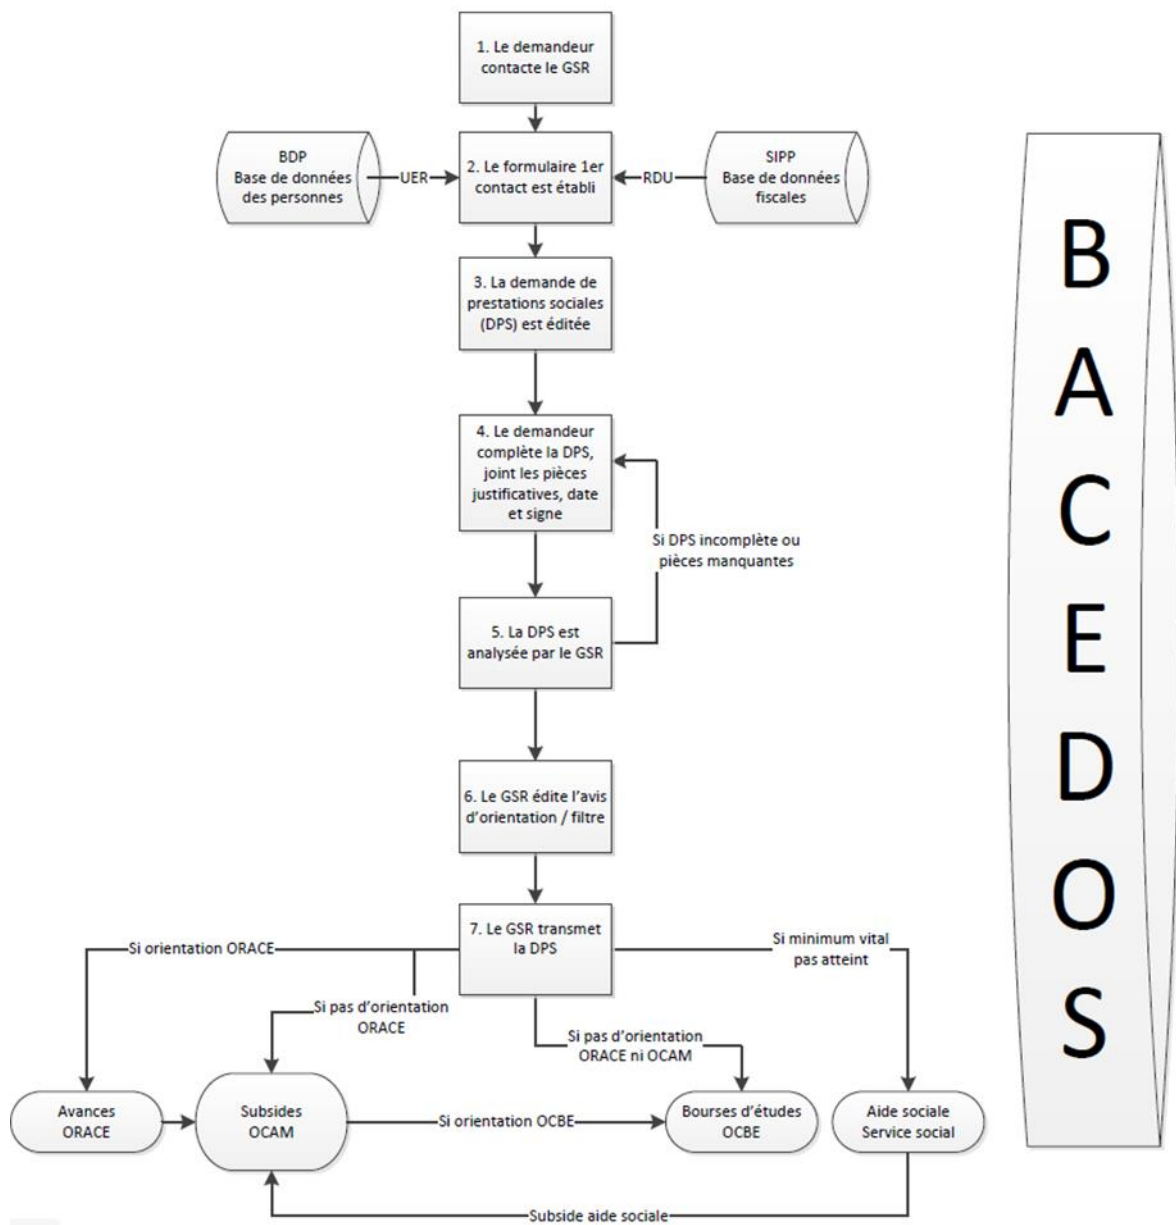 1. Le demandeur
contacte le GSR
BDP
Base de données
des personnes
UER
2. Le formulaire 1er
contact est établi
RDU
SIPP
Base de données
fiscales
3. La demande de
prestations sociales
(DPS) est éditée
4. Le demandeur
complète la DPS,
joint les pièces
justificatives, date
et signe
Si DPS incomplète ou
pièces manquantes
5. La DPS est
analysée par le GSR
6. Le GSR édite l’avis
d’orientation / filtre
7. Le GSR transmet
la DPS
Si orientation ORACE
Si minimum vital
pas atteint
Si pas d’orientation
ORACE
Si pas d’orientation
ORACE ni OCAM
Avances
ORACE
Subsides
OCAM
Si orientation OCBE
Bourses d’études
OCBE
Aide sociale
Service social
Subside aide sociale
B
A
C
E
D
O
S